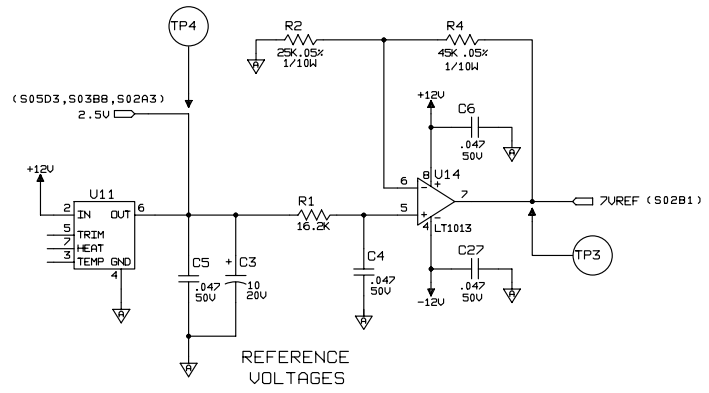 TP4
R2
25K.05%
1/10W
R4
45K .05%
1/10W
A
(S05D3,S03B8,S02A3)
2.5V
+12V
C6
.047
50V
A
+12V
U11
2 IN OUT 6
5 TRIM
7 HEAT
3 TEMP GND
4
A
R1
16.2K
6 -
5 +
8 +
U14
7
LT1013
4 -
7VREF (S02B1)
TP3
C5
.047
50V
+ C3
10
20V
C4
.047
50V
A
C27
.047
50V
A
-12V
A
REFERENCE
VOLTAGES